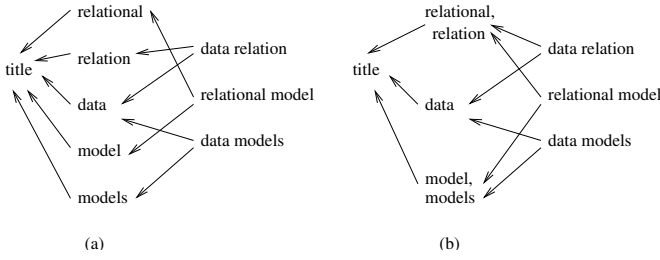 relational
relation
title
data
model
models
data relation
relational model
data models
(a)
relational,
relation
title
data
model,
models
data relation
relational model
data models
(b)